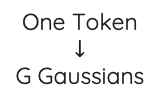 One Token
↓
G Gaussians